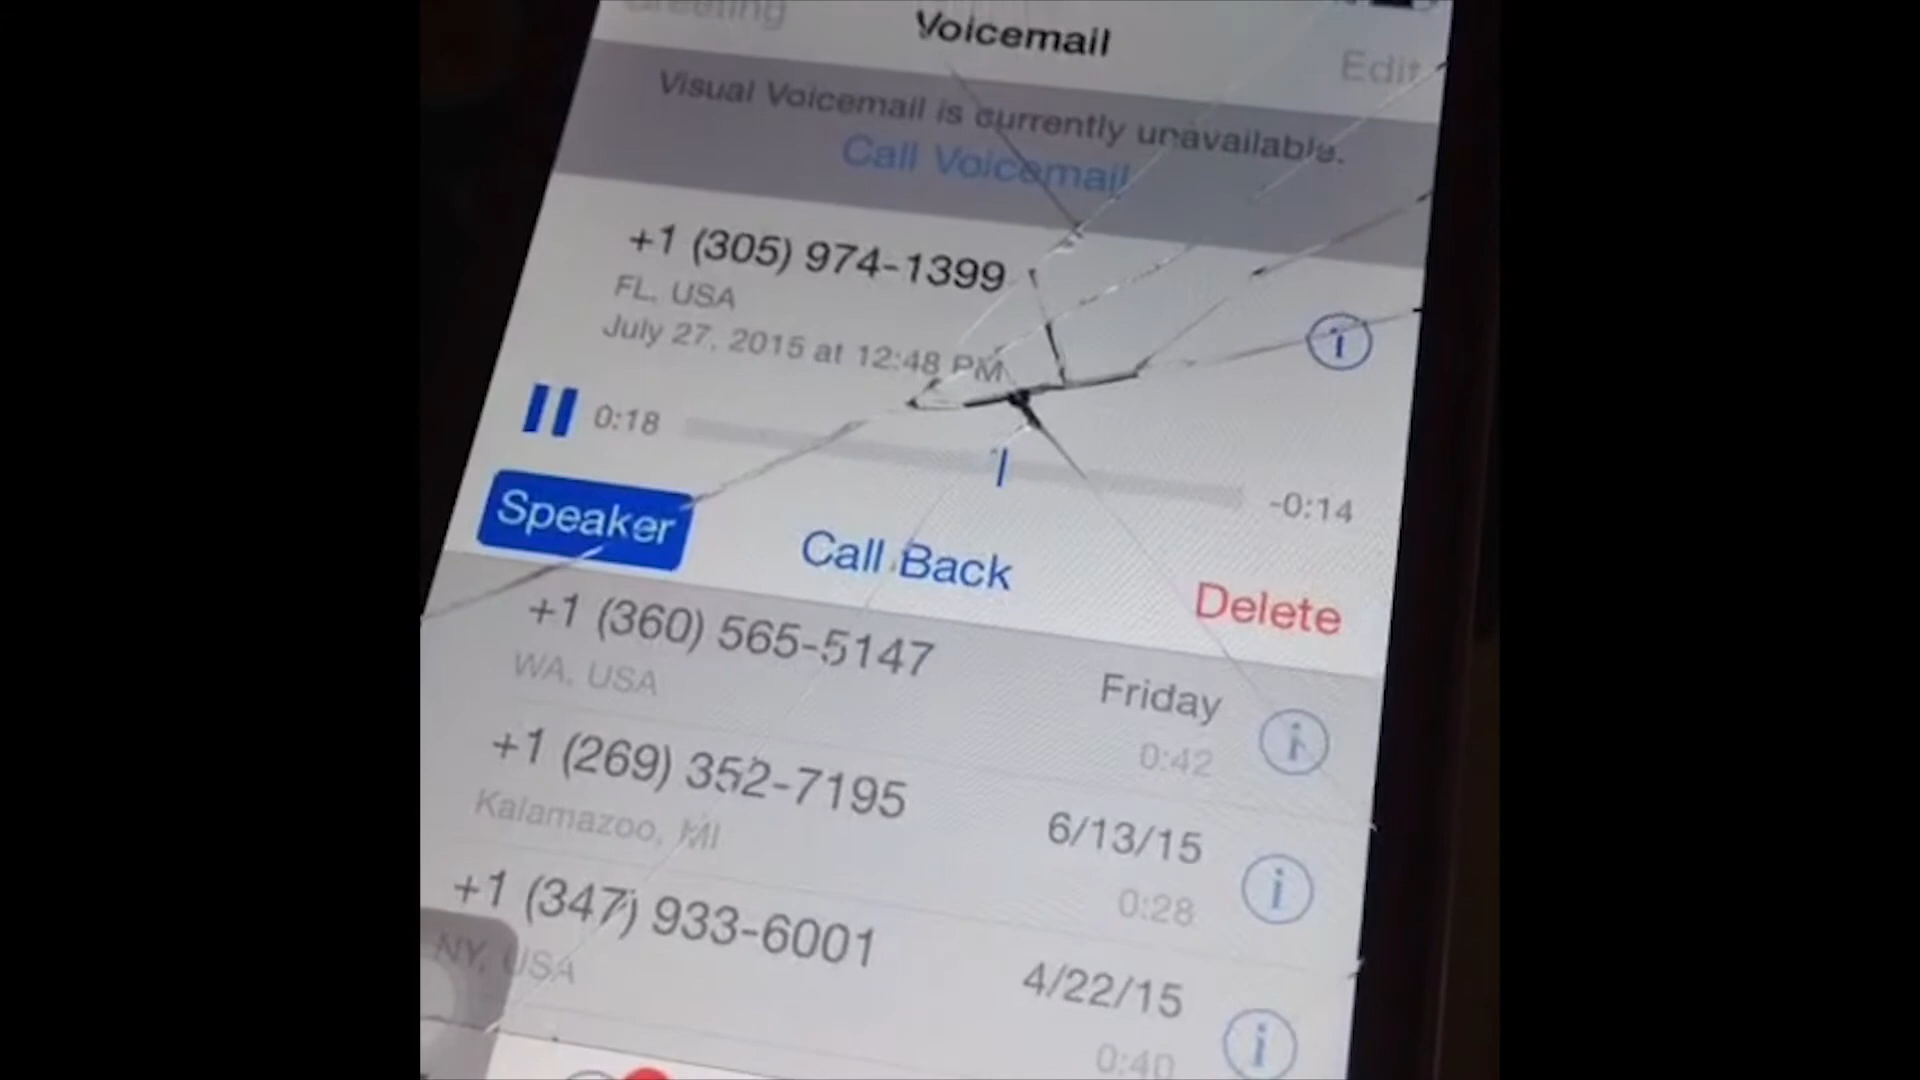 Greeting Voicemail Edit
Visual Voicemail is currently unavailable.
Call Voicemail
+1 (305) 974-1399
FL, USA
July 27, 2015 at 12:48 PM
0:18 -0:14
Speaker Call Back Delete
+1 (360) 565-5147 Friday
WA, USA 0:42
+1 (269) 352-7195 6/13/15
Kalamazoo, MI 0:28
+1 (347) 933-6001 4/22/15
NY, USA 0:40